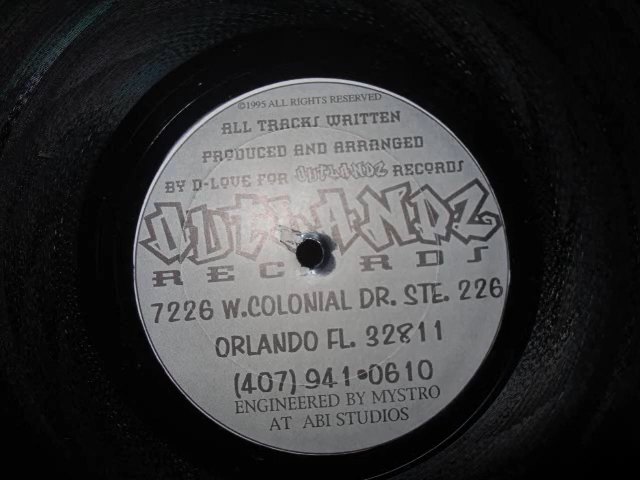 ©1995 ALL RIGHTS RESERVED
ALL TRACKS WRITTEN
PRODUCED AND ARRANGED
BY D-LOVE FOR OUTLANDZ RECORDS
OUTLANDZ
RECORDS
7226 W.COLONIAL DR. STE. 226
ORLANDO FL. 32811
(407) 941•0610
ENGINEERED BY MYSTRO
AT ABI STUDIOS